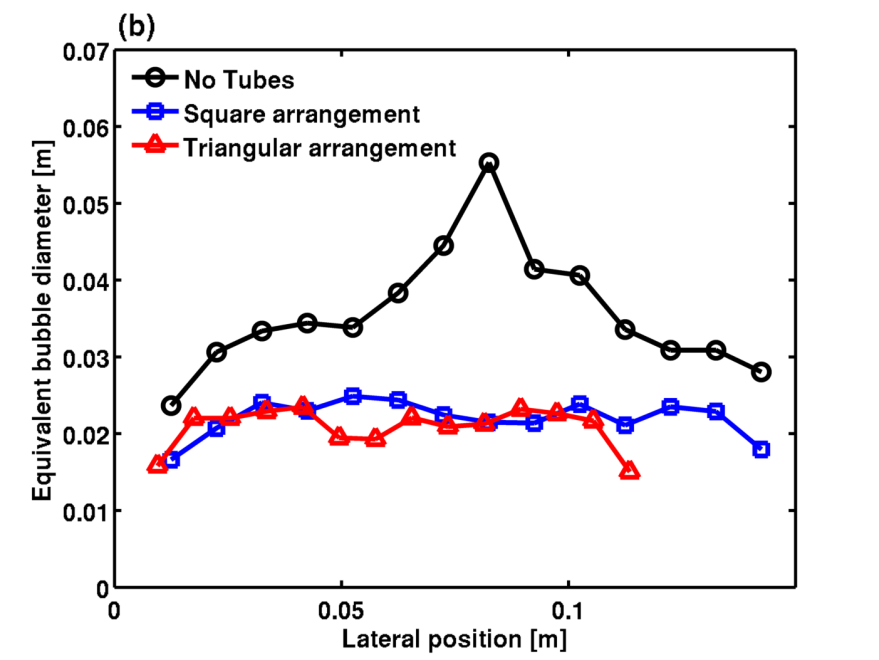 (b)
0.07
0.06
0.05
0.04
0.03
0.02
0.01
0
Equivalent bubble diameter [m]
No Tubes
Square arrangement
Triangular arrangement
0
0.05
0.1
Lateral position [m]